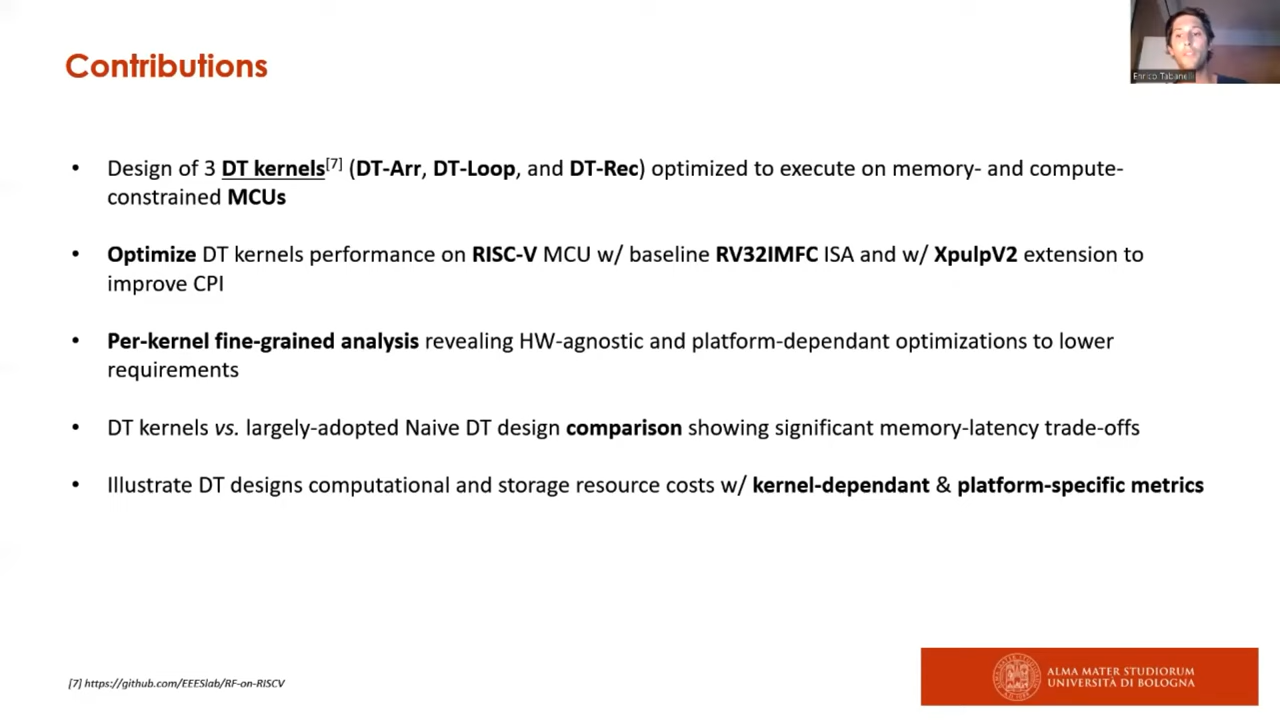 Contributions
Enrico Tabanelli
• Design of 3 DT kernels[7] (DT-Arr, DT-Loop, and DT-Rec) optimized to execute on memory- and compute-
constrained MCUs
• Optimize DT kernels performance on RISC-V MCU w/ baseline RV32IMFC ISA and w/ XpulpV2 extension to
improve CPI
• Per-kernel fine-grained analysis revealing HW-agnostic and platform-dependant optimizations to lower
requirements
• DT kernels vs. largely-adopted Naive DT design comparison showing significant memory-latency trade-offs
• Illustrate DT designs computational and storage resource costs w/ kernel-dependant & platform-specific metrics
[7] https://github.com/EEESlab/RF-on-RISCV
ALMA MATER STUDIORUM
UNIVERSITÀ DI BOLOGNA